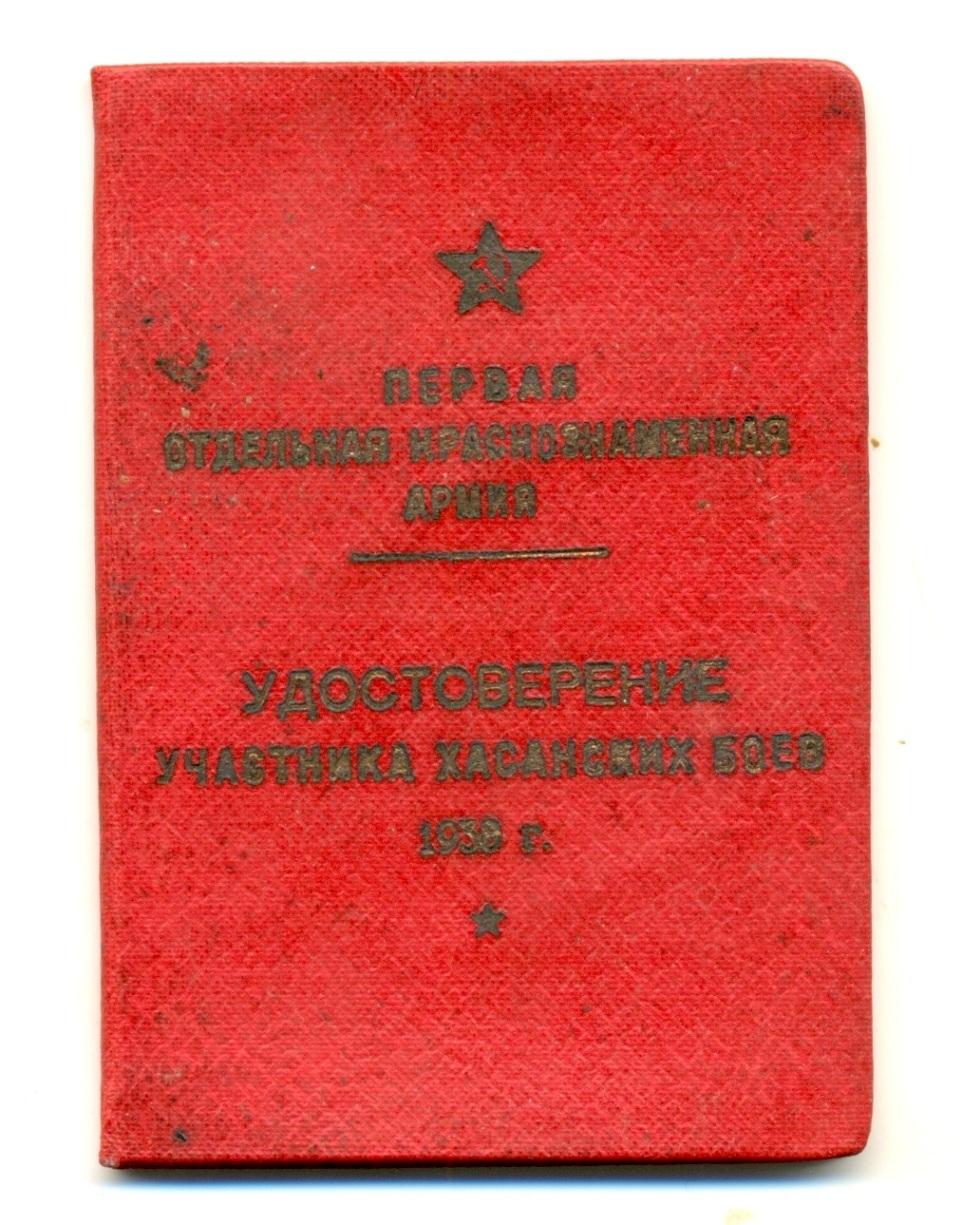 ПЕРВАЯ
ОТДЕЛЬНАЯ КРАСНОЗНАМЕННАЯ
АРМИЯ
УДОСТОВЕРЕНИЕ
УЧАСТНИКА ХАСАНСКИХ БОЕВ
1938 г.